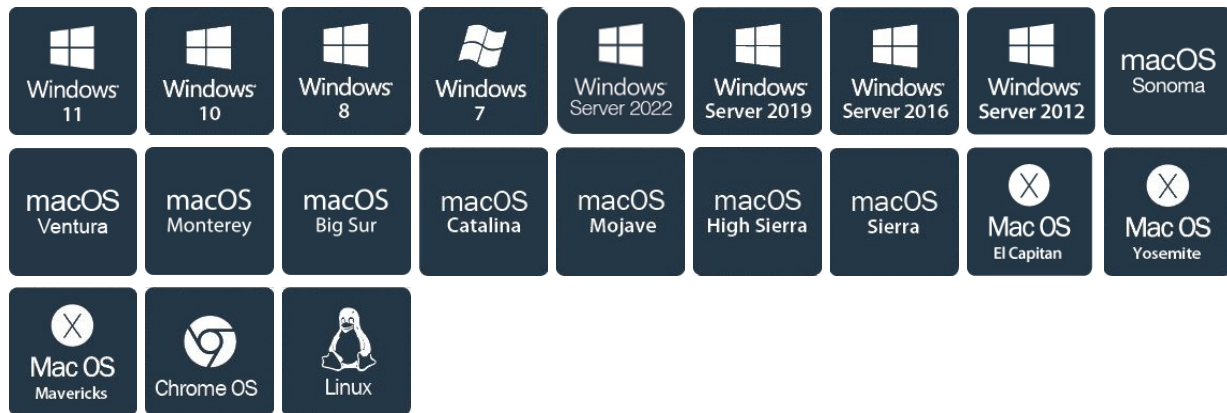 Windows
11
Windows
10
Windows
8
Windows
7
Windows
Server 2022
Windows
Server 2019
Windows
Server 2016
Windows
Server 2012
macOS
Sonoma
macOS
Ventura
macOS
Monterey
macOS
Big Sur
macOS
Catalina
macOS
Mojave
macOS
High Sierra
macOS
Sierra
X
Mac OS
El Capitan
X
Mac OS
Yosemite
X
Mac OS
Mavericks
Chrome OS
Linux